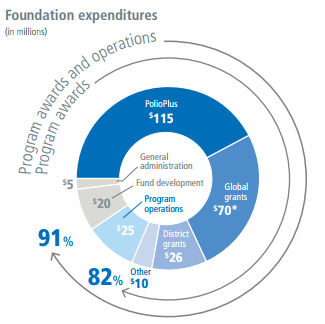 Foundation expenditures
(in millions)
Program awards and operations
Program awards
PolioPlus
$115
General
administration
$5
Fund development
$20
Program
operations
$25
Global
grants
$70*
District
grants
$26
Other
$10
91%
82%